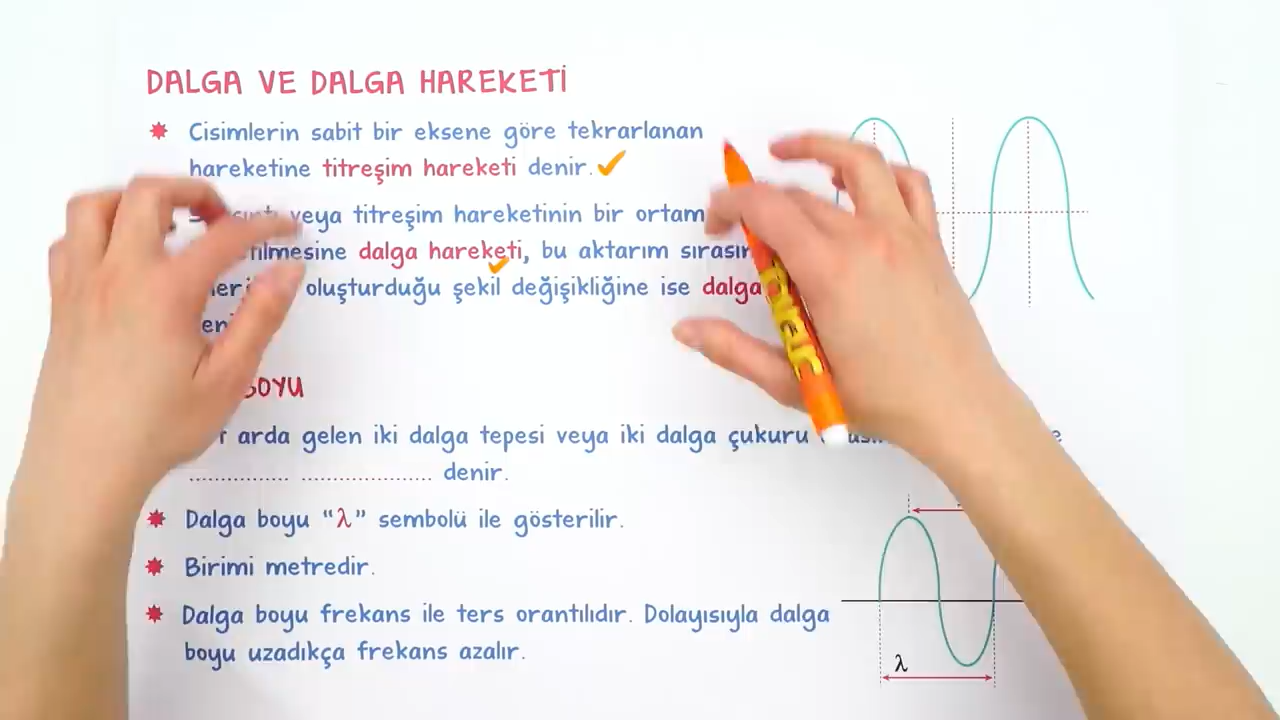 DALGA VE DALGA HAREKETİ
Cisimlerin sabit bir eksene göre tekrarlanan
hareketine titreşim hareketi denir.
veya titreşim hareketinin bir ortam
dalga hareketi, bu aktarım
oluşturduğu şekil değişikliğine ise dalga
arda gelen iki dalga tepesi veya iki dalga çukuru
denir.
Dalga boyu “λ” sembolü ile gösterilir.
Birimi metredir.
Dalga boyu frekans ile ters orantılıdır. Dolayısıyla dalga
boyu uzadıkça frekans azalır.
λ